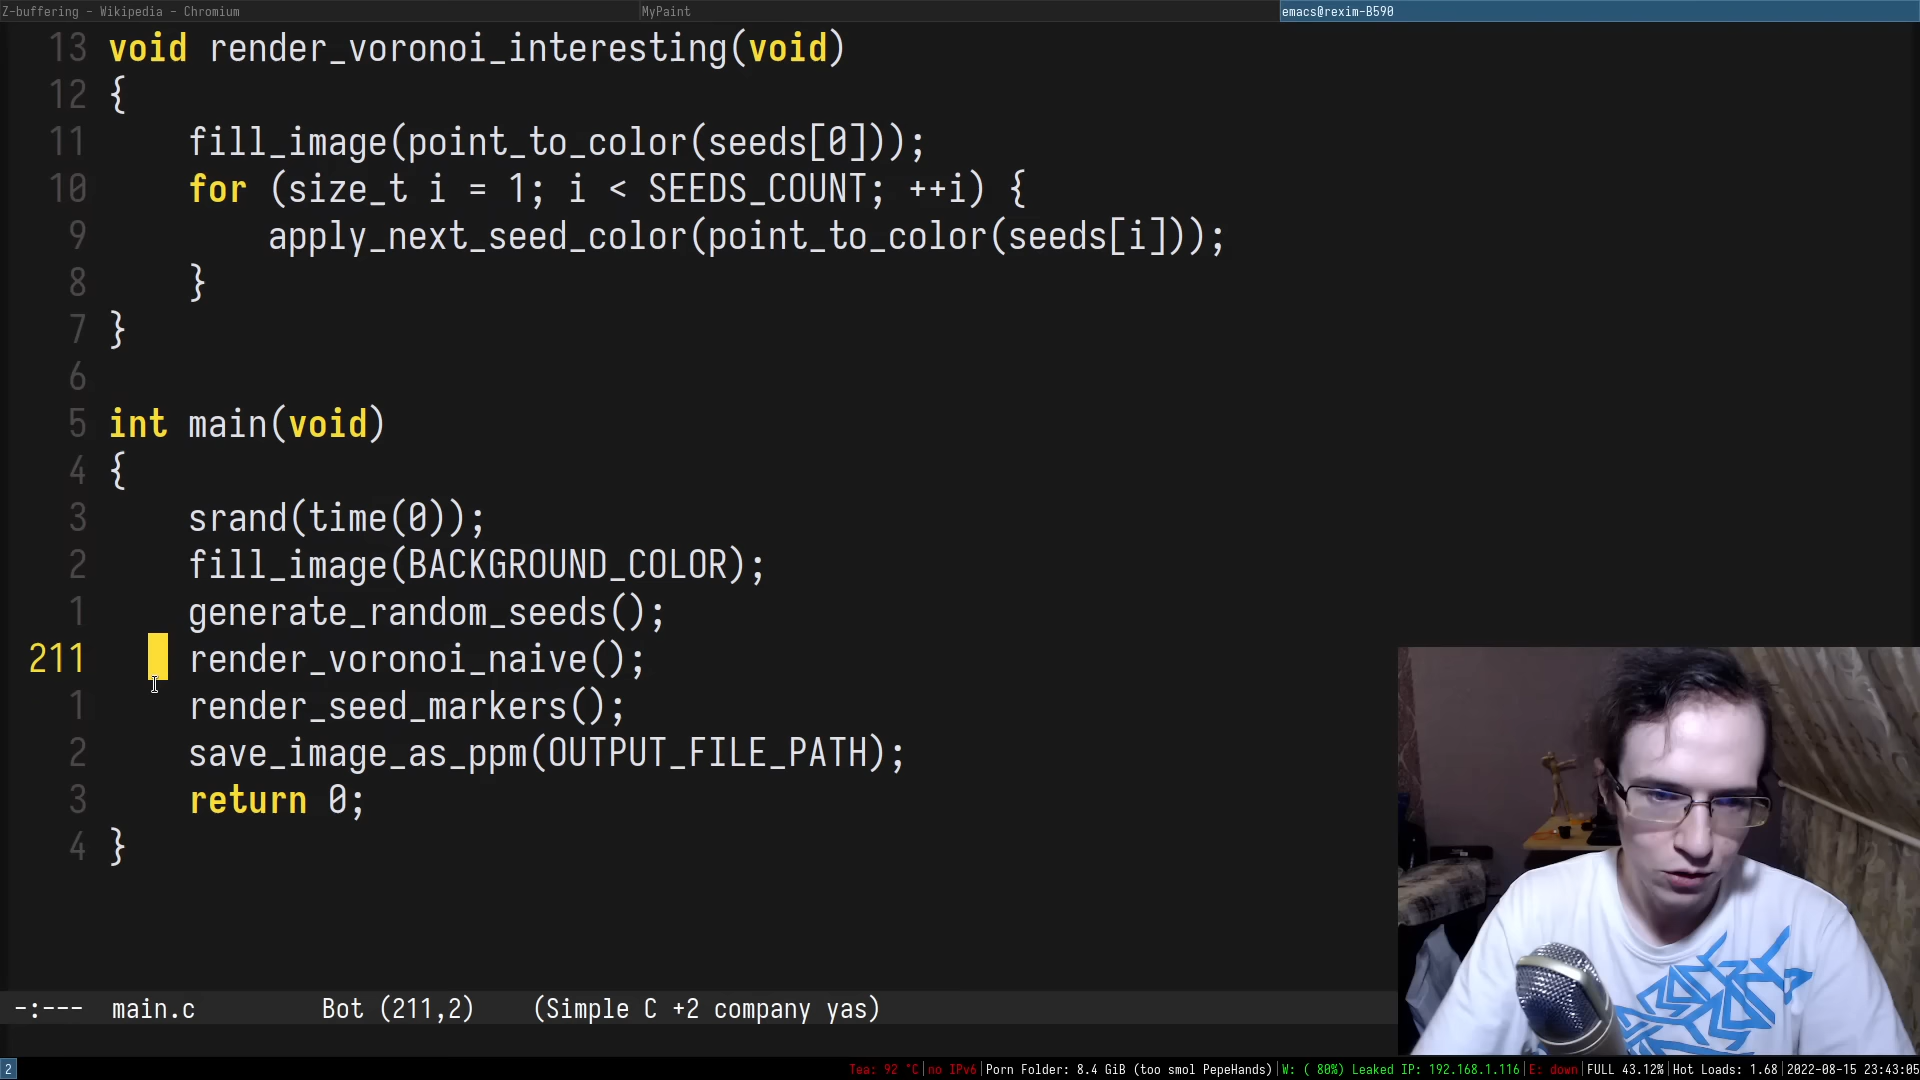 Z-buffering - Wikipedia - Chromium
MyPaint
emacs@rexim-B590
13 void render_voronoi_interesting(void)
12 {
11 fill_image(point_to_color(seeds[0]));
10 for (size_t i = 1; i < SEEDS_COUNT; ++i) {
9 apply_next_seed_color(point_to_color(seeds[i]));
8 }
7 }
6
5 int main(void)
4 {
3 srand(time(0));
2 fill_image(BACKGROUND_COLOR);
1 generate_random_seeds();
211 render_voronoi_naive();
1 render_seed_markers();
2 save_image_as_ppm(OUTPUT_FILE_PATH);
3 return 0;
4 }
-:--- main.c Bot (211,2) (Simple C +2 company yas)
2 Tea: 92 °C|no IPv6|Porn Folder: 8.4 GiB (too smol PepeHands)|W: ( 80%) Leaked IP: 192.168.1.116|E: down|FULL 43.12%|Hot Loads: 1.68|2022-08-15 23:43:05